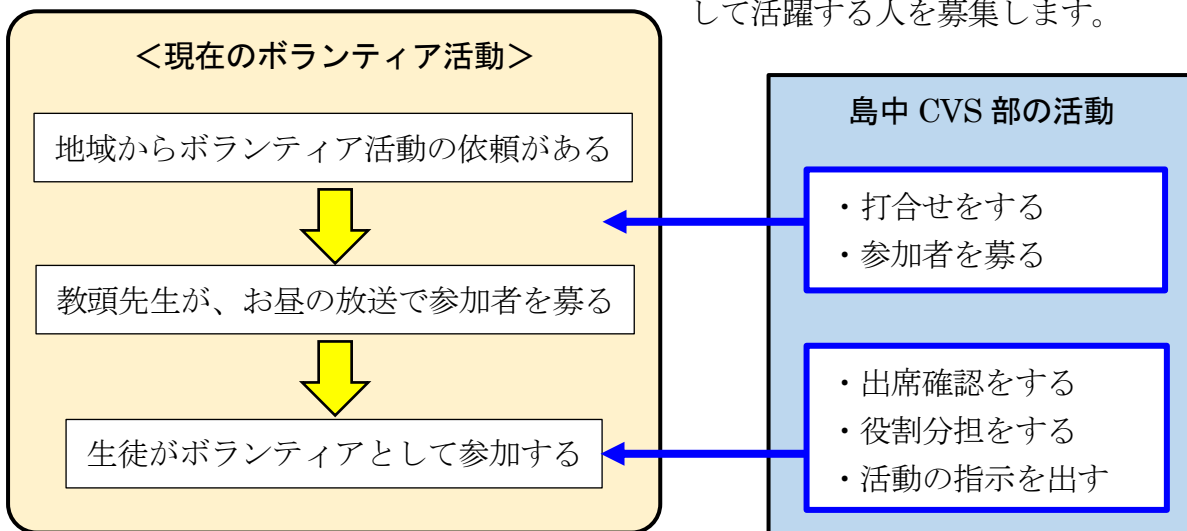 して活躍する人を募集します。
＜現在のボランティア活動＞
地域からボランティア活動の依頼がある
教頭先生が、お昼の放送で参加者を募る
生徒がボランティアとして参加する
島中 CVS 部の活動
・打合せをする
・参加者を募る
・出席確認をする
・役割分担をする
・活動の指示を出す